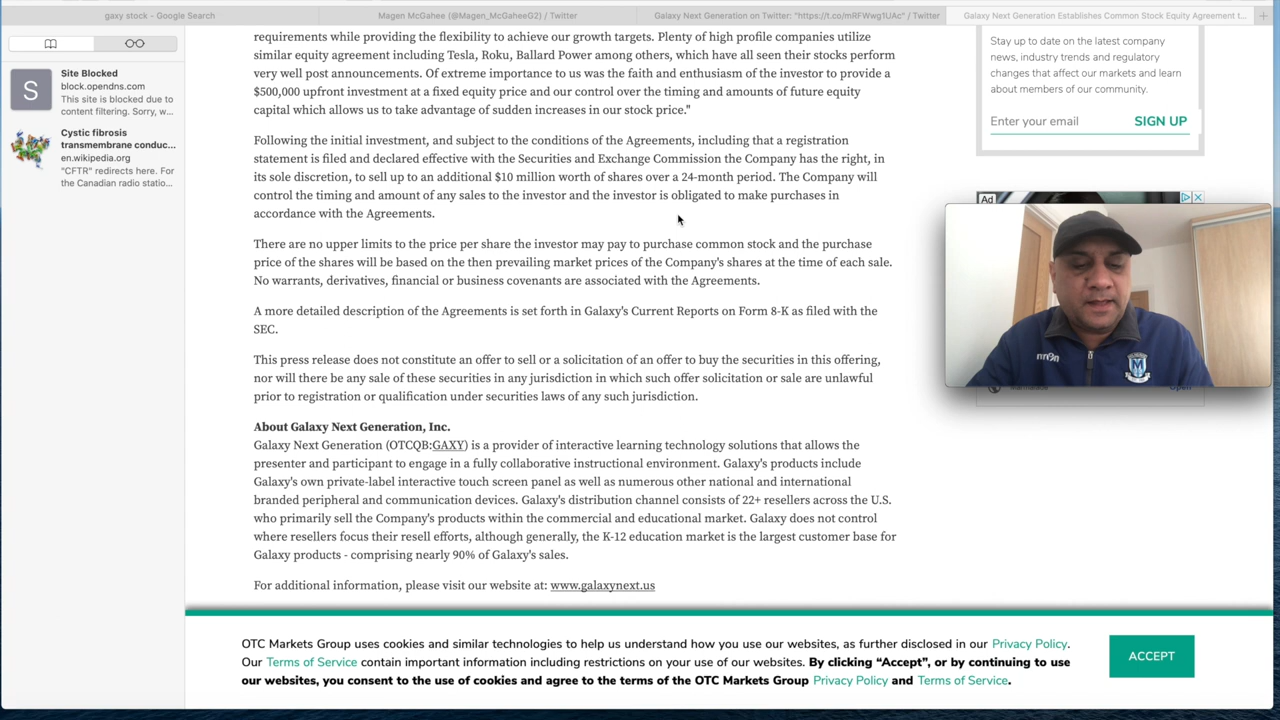 gaxy stock - Google Search
Magen McGahee (@Magen_McGaheeG2) / Twitter
Galaxy Next Generation on Twitter: "https://t.co/mRFWwg1UAc" / Twitter
Galaxy Next Generation Establishes Common Stock Equity Agreement t...
Site Blocked
block.opendns.com
This site is blocked due to
content filtering. Sorry, w...
Cystic fibrosis
transmembrane conduc...
en.wikipedia.org
"CFTR" redirects here. For
the Canadian radio statio...
S
requirements while providing the flexibility to achieve our growth targets. Plenty of high profile companies utilize
similar equity agreement including Tesla, Roku, Ballard Power among others, which have all seen their stocks perform
very well post announcements. Of extreme importance to us was the faith and enthusiasm of the investor to provide a
$500,000 upfront investment at a fixed equity price and our control over the timing and amounts of future equity
capital which allows us to take advantage of sudden increases in our stock price."
Following the initial investment, and subject to the conditions of the Agreements, including that a registration
statement is filed and declared effective with the Securities and Exchange Commission the Company has the right, in
its sole discretion, to sell up to an additional $10 million worth of shares over a 24-month period. The Company will
control the timing and amount of any sales to the investor and the investor is obligated to make purchases in
accordance with the Agreements.
There are no upper limits to the price per share the investor may pay to purchase common stock and the purchase
price of the shares will be based on the then prevailing market prices of the Company's shares at the time of each sale.
No warrants, derivatives, financial or business covenants are associated with the Agreements.
A more detailed description of the Agreements is set forth in Galaxy's Current Reports on Form 8-K as filed with the
SEC.
This press release does not constitute an offer to sell or a solicitation of an offer to buy the securities in this offering,
nor will there be any sale of these securities in any jurisdiction in which such offer solicitation or sale are unlawful
prior to registration or qualification under securities laws of any such jurisdiction.
About Galaxy Next Generation, Inc.
Galaxy Next Generation (OTCQB:GAXY) is a provider of interactive learning technology solutions that allows the
presenter and participant to engage in a fully collaborative instructional environment. Galaxy's products include
Galaxy's own private-label interactive touch screen panel as well as numerous other national and international
branded peripheral and communication devices. Galaxy's distribution channel consists of 22+ resellers across the U.S.
who primarily sell the Company's products within the commercial and educational market. Galaxy does not control
where resellers focus their resell efforts, although generally, the K-12 education market is the largest customer base for
Galaxy products - comprising nearly 90% of Galaxy's sales.
For additional information, please visit our website at: www.galaxynext.us
Stay up to date on the latest company
news, industry trends and regulatory
changes that affect our markets and learn
about members of our community.
Enter your email
SIGN UP
Ad
OTC Markets Group uses cookies and similar technologies to help us understand how you use our websites, as further disclosed in our Privacy Policy.
Our Terms of Service contain important information including restrictions on your use of our websites. By clicking “Accept”, or by continuing to use
our websites, you consent to the use of cookies and agree to the terms of the OTC Markets Group Privacy Policy and Terms of Service.
ACCEPT